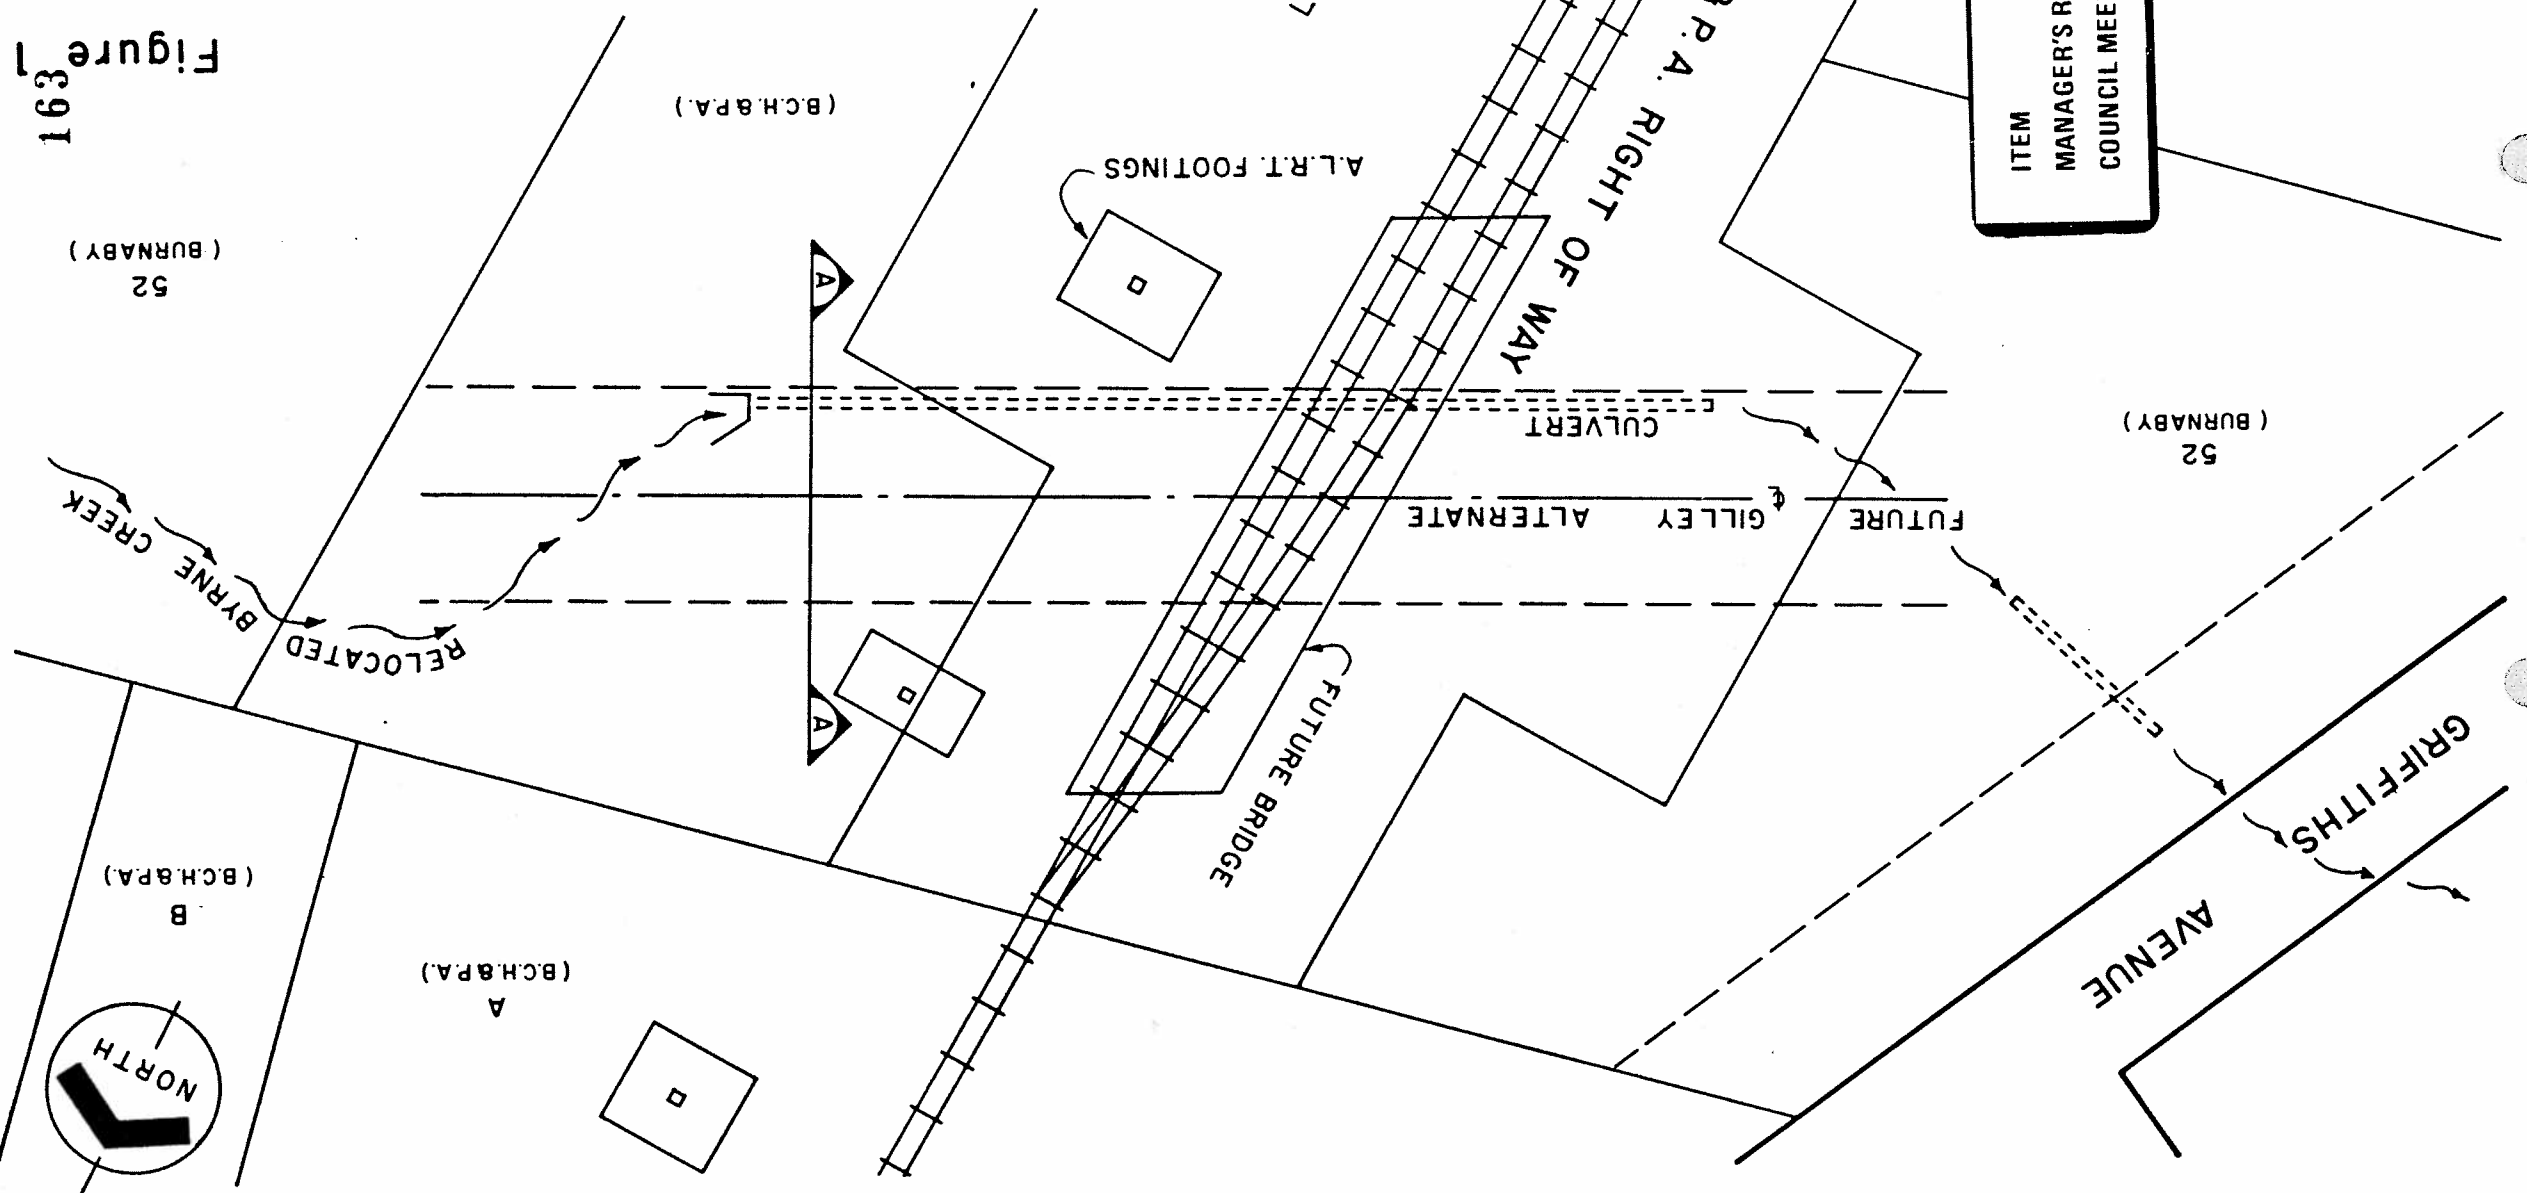 Figure 1
163
52
( BURNABY )
( B.C.H. & P.A. )
A.L.R.T. FOOTINGS
P. A. RIGHT OF WAY
ITEM
MANAGER'S R
COUNCIL MEE
A
CULVERT
52
( BURNABY )
FUTURE GILLEY ALTERNATE
RELOCATED BYRNE CREEK
A
FUTURE BRIDGE
GRIFFITHS
AVENUE
B
( B.C.H. & P.A. )
A
( B.C.H. & P.A. )
NORTH